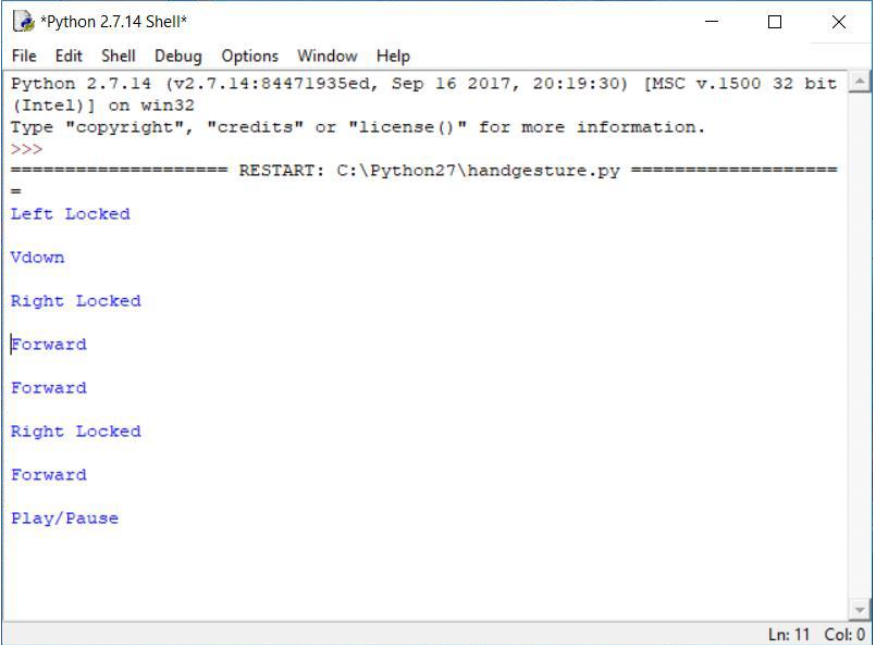 *Python 2.7.14 Shell*
File Edit Shell Debug Options Window Help
Python 2.7.14 (v2.7.14:84471935ed, Sep 16 2017, 20:19:30) [MSC v.1500 32 bit
(Intel)] on win32
Type "copyright", "credits" or "license()" for more information.
>>>
==================== RESTART: C:\Python27\handgesture.py ===================
=
Left Locked
Vdown
Right Locked
Forward
Forward
Right Locked
Forward
Play/Pause
Ln: 11 Col: 0